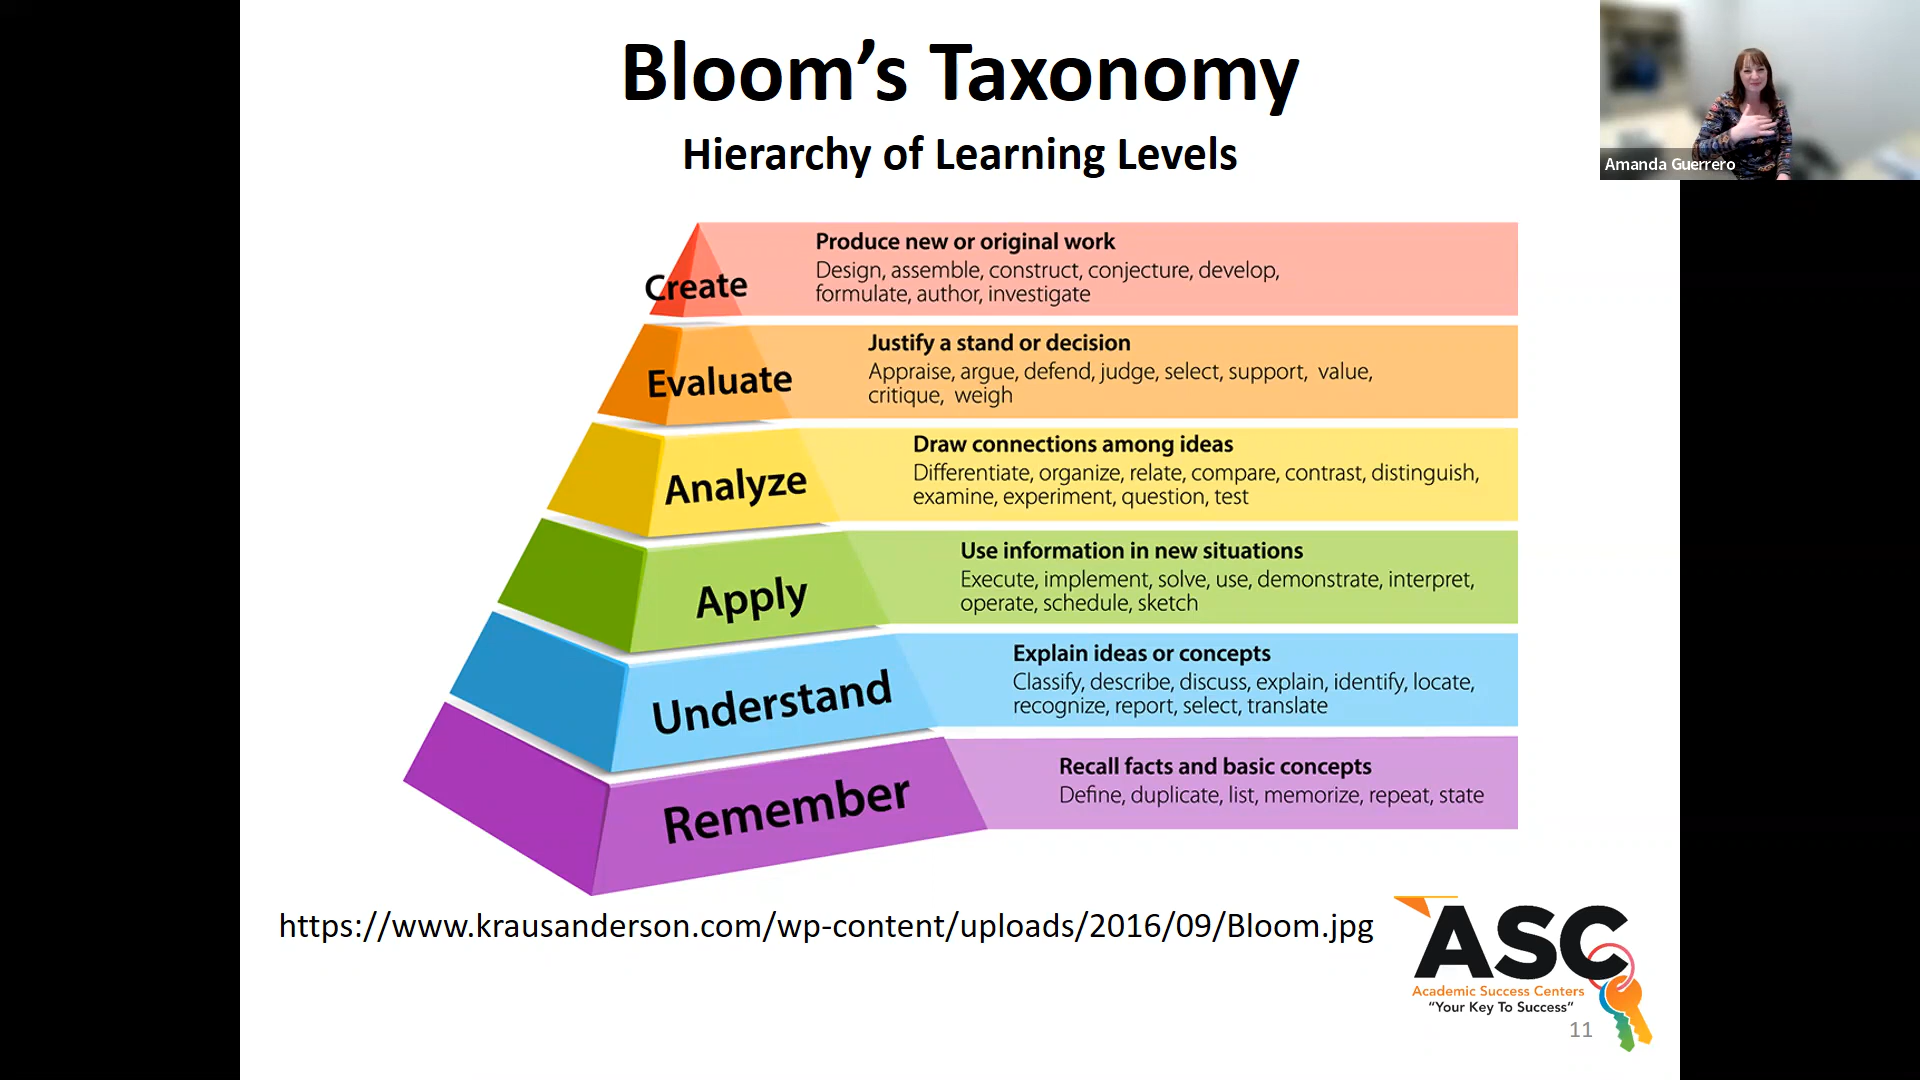 Bloom’s Taxonomy
Hierarchy of Learning Levels
Amanda Guerrero
Create
Produce new or original work
Design, assemble, construct, conjecture, develop,
formulate, author, investigate
Evaluate
Justify a stand or decision
Appraise, argue, defend, judge, select, support, value,
critique, weigh
Analyze
Draw connections among ideas
Differentiate, organize, relate, compare, contrast, distinguish,
examine, experiment, question, test
Apply
Use information in new situations
Execute, implement, solve, use, demonstrate, interpret,
operate, schedule, sketch
Understand
Explain ideas or concepts
Classify, describe, discuss, explain, identify, locate,
recognize, report, select, translate
Remember
Recall facts and basic concepts
Define, duplicate, list, memorize, repeat, state
https://www.krausanderson.com/wp-content/uploads/2016/09/Bloom.jpg
ASC
Academic Success Centers
“Your Key To Success”
11